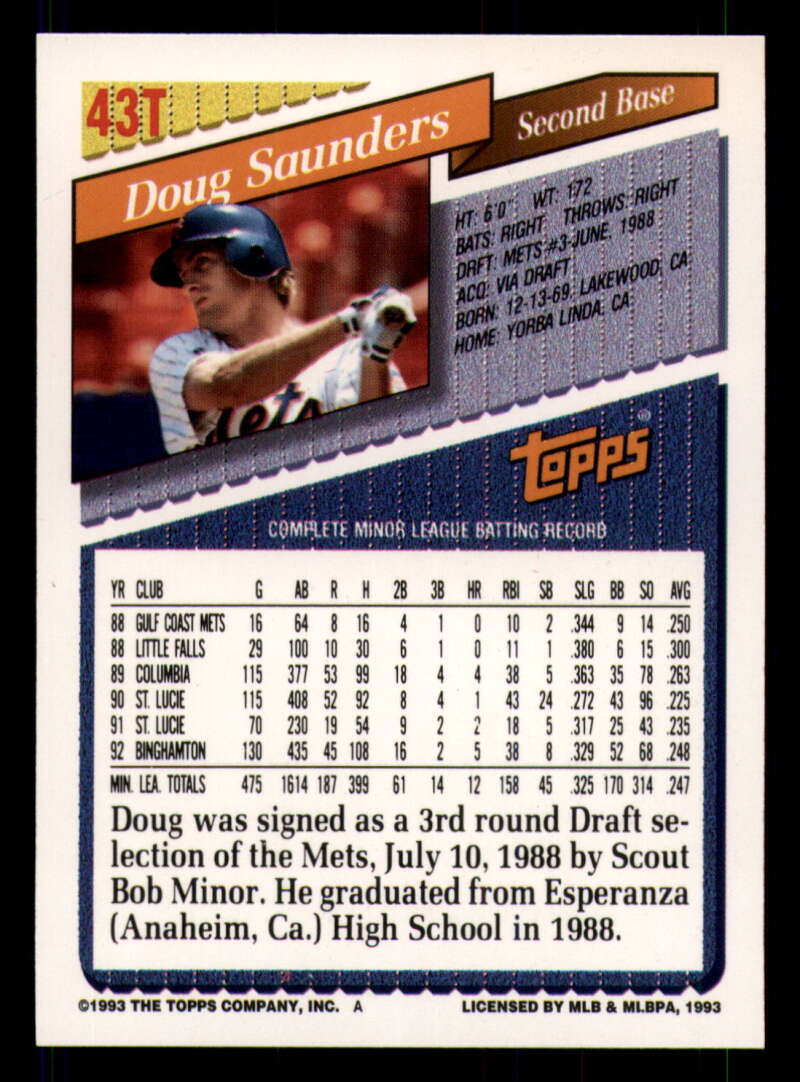 43T
Doug Saunders
Second Base
HT: 6'0" WT: 172
BATS: RIGHT THROWS: RIGHT
DRFT: METS #3-JUNE, 1988
ACQ: VIA DRAFT
BORN: 12-13-69, LAKEWOOD, CA
HOME: YORBA LINDA, CA
ets
TOPPS®
COMPLETE MINOR LEAGUE BATTING RECORD
YR CLUB G AB R H 2B 3B HR RBI SB SLG BB SO AVG
88 GULF COAST METS 16 64 8 16 4 1 0 10 2 .344 9 14 .250
88 LITTLE FALLS 29 100 10 30 6 1 0 11 1 .380 6 15 .300
89 COLUMBIA 115 377 53 99 18 4 4 38 5 .363 35 78 .263
90 ST. LUCIE 115 408 52 92 8 4 1 43 24 .272 43 96 .225
91 ST. LUCIE 70 230 19 54 9 2 2 18 5 .317 25 43 .235
92 BINGHAMTON 130 435 45 108 16 2 5 38 8 .329 52 68 .248
MIN. LEA. TOTALS 475 1614 187 399 61 14 12 158 45 .325 170 314 .247
Doug was signed as a 3rd round Draft se-
lection of the Mets, July 10, 1988 by Scout
Bob Minor. He graduated from Esperanza
(Anaheim, Ca.) High School in 1988.
©1993 THE TOPPS COMPANY, INC. A LICENSED BY MLB & MLBPA, 1993